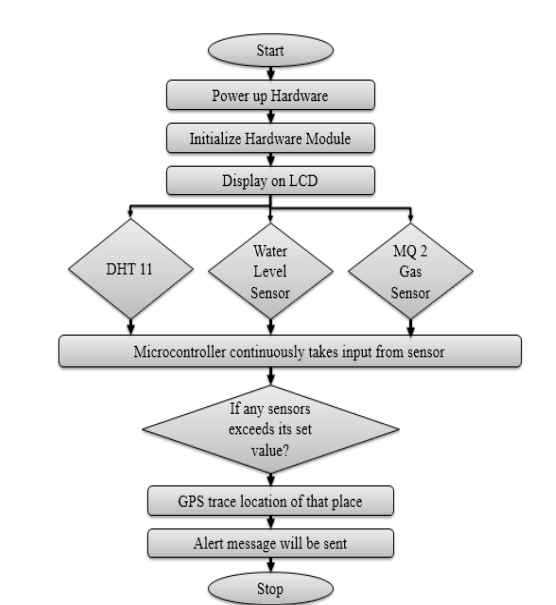 Start
Power up Hardware
Initialize Hardware Module
Display on LCD
DHT 11
Water
Level
Sensor
MQ 2
Gas
Sensor
Microcontroller continuously takes input from sensor
If any sensors
exceeds its set
value?
GPS trace location of that place
Alert message will be sent
Stop